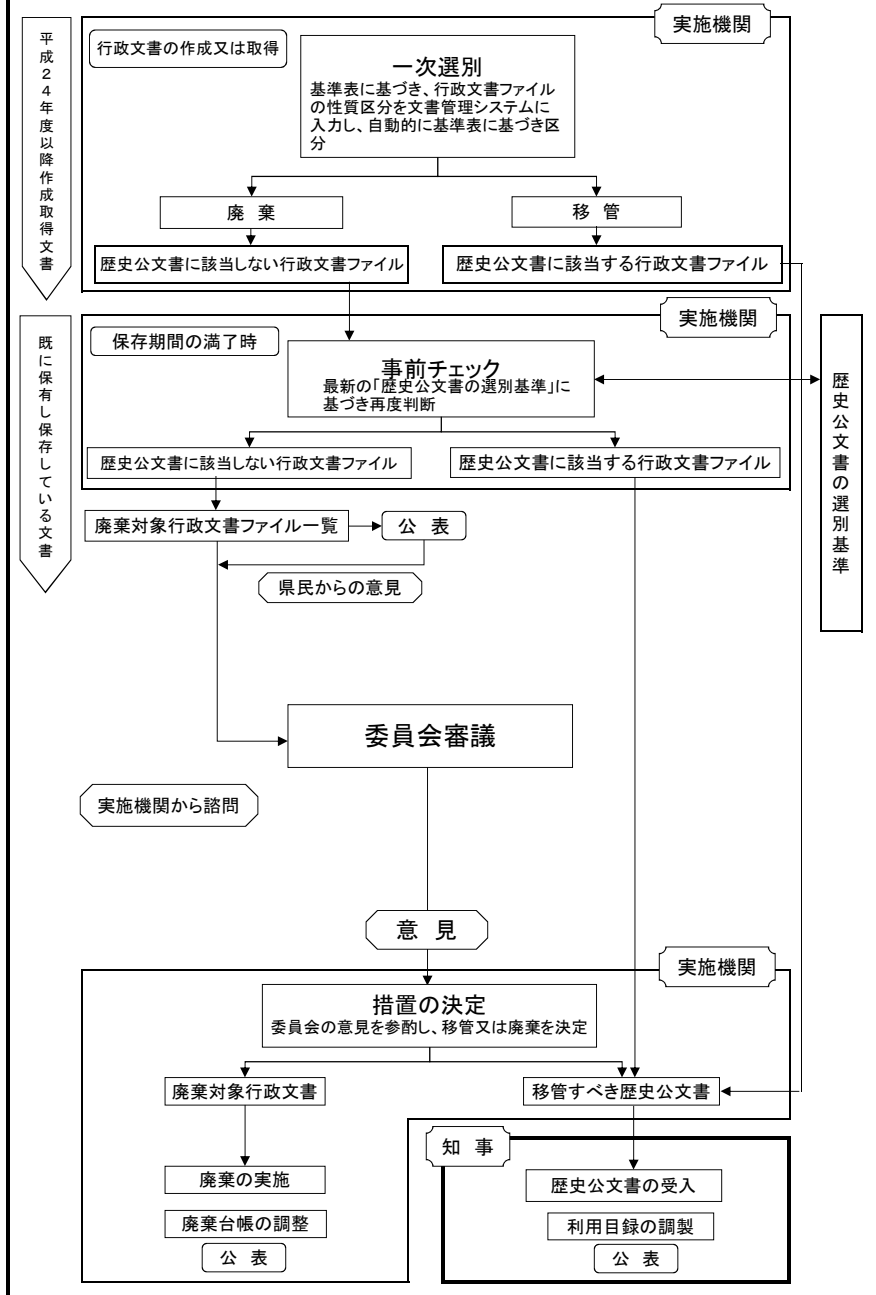 実施機関
平成24年度以降作成取得文書
行政文書の作成又は取得
一次選別
基準表に基づき、行政文書ファイル
の性質区分を文書管理システムに
入力し、自動的に基準表に基づき区
分
廃 棄
移 管
歴史公文書に該当しない行政文書ファイル
歴史公文書に該当する行政文書ファイル
実施機関
既に保有し保存している文書
保存期間の満了時
事前チェック
最新の「歴史公文書の選別基準」に
基づき再度判断
歴史公文書の選別基準
歴史公文書に該当しない行政文書ファイル
歴史公文書に該当する行政文書ファイル
廃棄対象行政文書ファイル一覧
公 表
県民からの意見
委員会審議
実施機関から諮問
意 見
実施機関
措置の決定
委員会の意見を参酌し、移管又は廃棄を決定
廃棄対象行政文書
移管すべき歴史公文書
知 事
廃棄の実施
歴史公文書の受入
廃棄台帳の調整
利用目録の調製
公 表
公 表